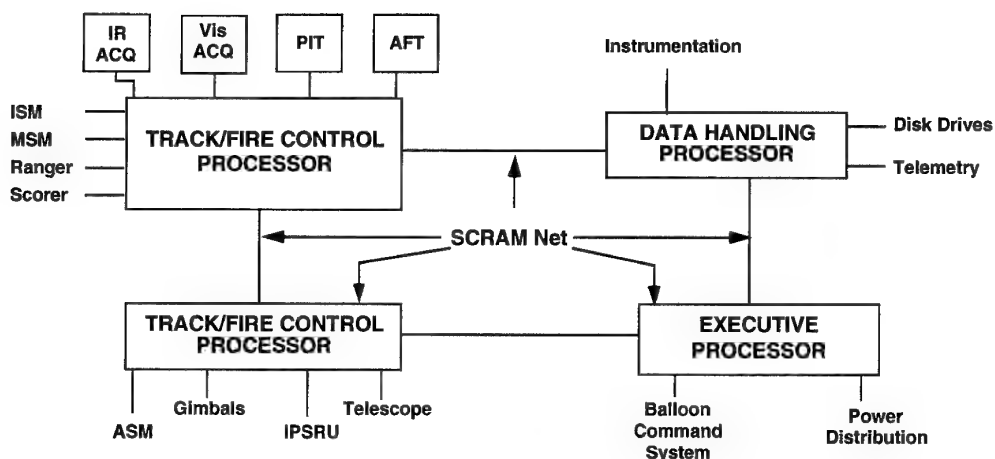 IR
ACQ
Vis
ACQ
PIT
AFT
Instrumentation
ISM
MSM
Ranger
Scorer
TRACK/FIRE CONTROL
PROCESSOR
DATA HANDLING
PROCESSOR
Disk Drives
Telemetry
SCRAM Net
TRACK/FIRE CONTROL
PROCESSOR
EXECUTIVE
PROCESSOR
ASM
Gimbals
IPSRU
Telescope
Balloon
Command
System
Power
Distribution